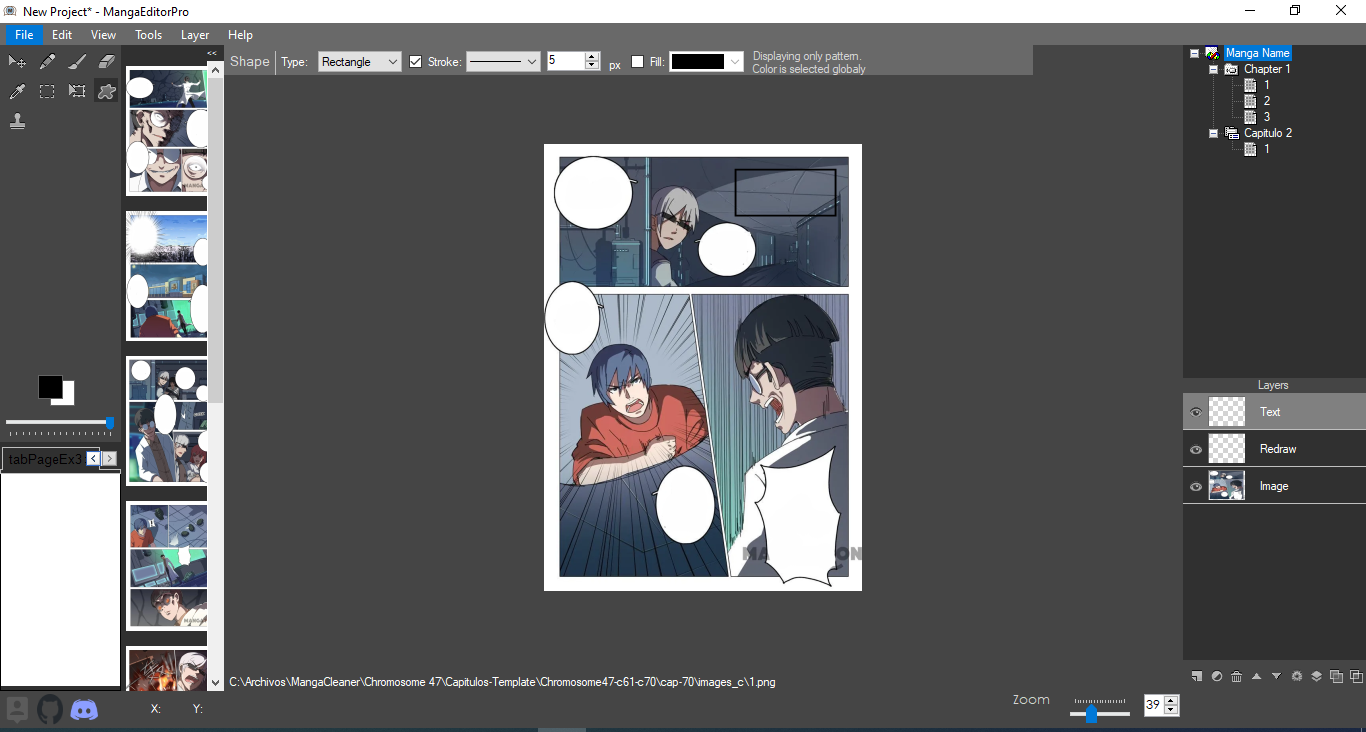 New Project* - MangaEditorPro
File Edit View Tools Layer Help
<<
Shape Type: Rectangle Stroke: 5 px Fill: Displaying only pattern.
Color is selected globaly
Manga Name
Chapter 1
1
2
3
Capitulo 2
1
Layers
Text
Redraw
Image
tabPageEx3
C:\Archivos\MangaCleaner\Chromosome 47\Capitulos-Template\Chromosome47-c61-c70\cap-70\images_c\1.png
X: Y:
Zoom 39